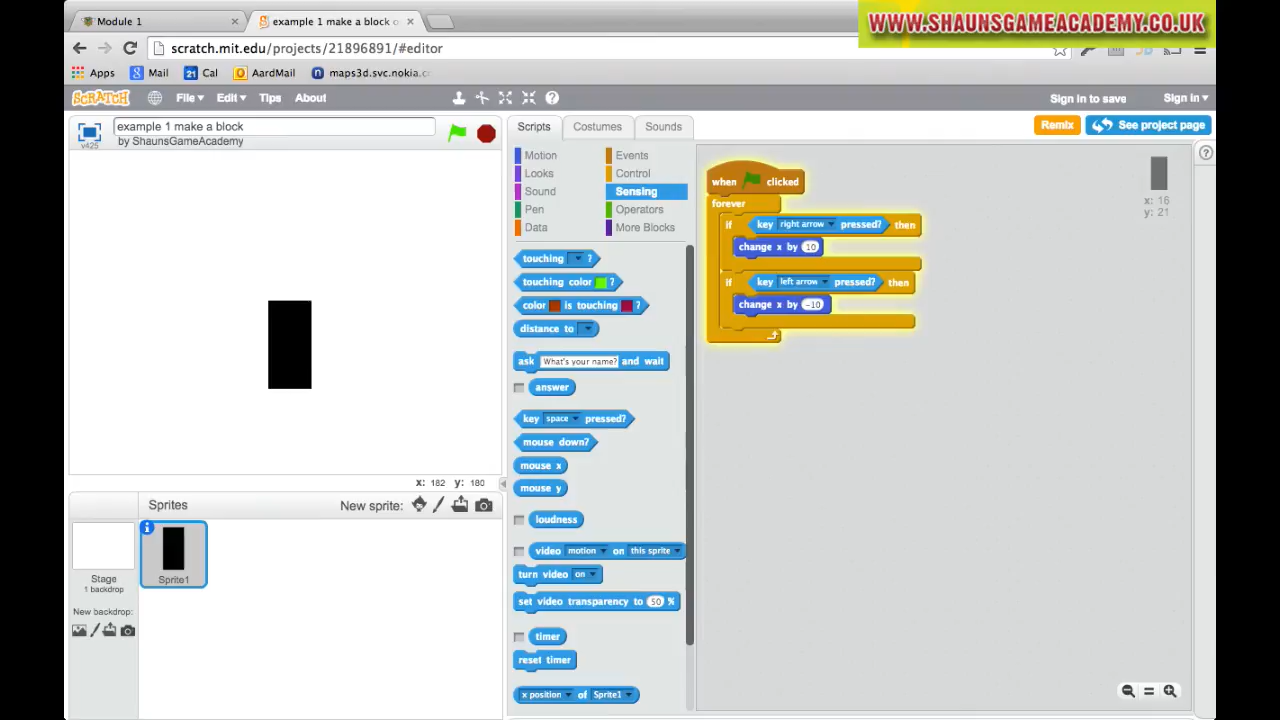 Module 1
example 1 make a block o
WWW.SHAUNSGAMEACADEMY.CO.UK
scratch.mit.edu/projects/21896891/#editor
Apps
Mail
21 Cal
AardMail
maps3d.svc.nokia.c
SCRATCH
File
Edit
Tips
About
Sign in to save
Sign in
example 1 make a block
by ShaunsGameAcademy
v425
Scripts
Costumes
Sounds
Remix
See project page
Motion
Events
Looks
Control
Sound
Sensing
Pen
Operators
Data
More Blocks
touching ?
touching color ?
color is touching ?
distance to
ask What's your name? and wait
answer
key space pressed?
mouse down?
mouse x
mouse y
loudness
video motion on this sprite
turn video on
set video transparency to 50 %
timer
reset timer
x position of Sprite1
when clicked
forever
if key right arrow pressed? then
change x by 10
if key left arrow pressed? then
change x by -10
x: 16
y: 21
x: 182 y: 180
Sprites
New sprite:
Stage
1 backdrop
New backdrop:
Sprite1